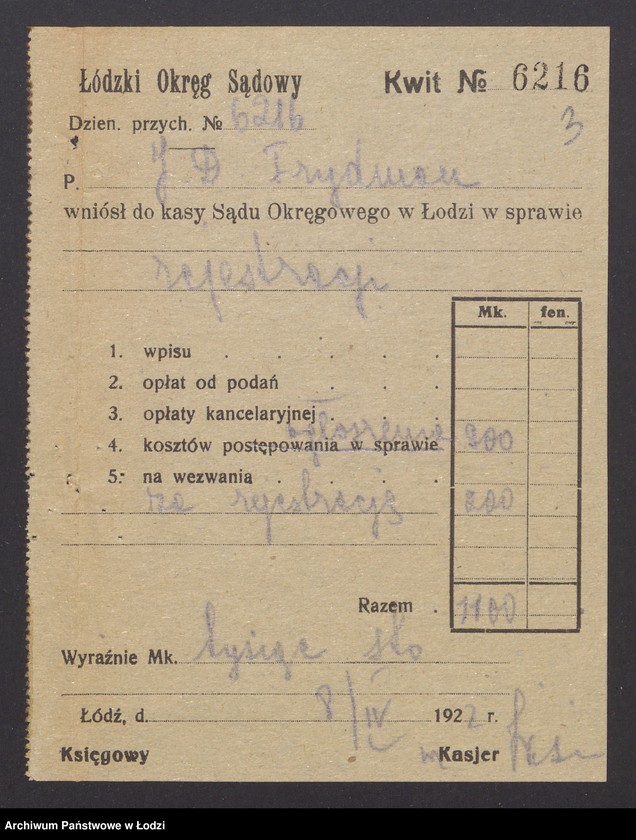 Łódzki Okręg Sądowy Kwit № 6216
Dzien. przych. № 6216
3
P. J D Frydman
wniósł do kasy Sądu Okręgowego w Łodzi w sprawie
rejestracji
Mk. fen.
1. wpisu . . . . .
2. opłat od podań . . .
3. opłaty kancelaryjnej . . .
ogłoszenie
4. kosztów postępowania w sprawie 200
5. na wezwania . . . .
za rejestrację
Razem . 1100
Wyraźnie Mk. tysiąc sto
Łódź, d. 8/IV 1922 r.
Księgowy Kasjer
Archiwum Państwowe w Łodzi